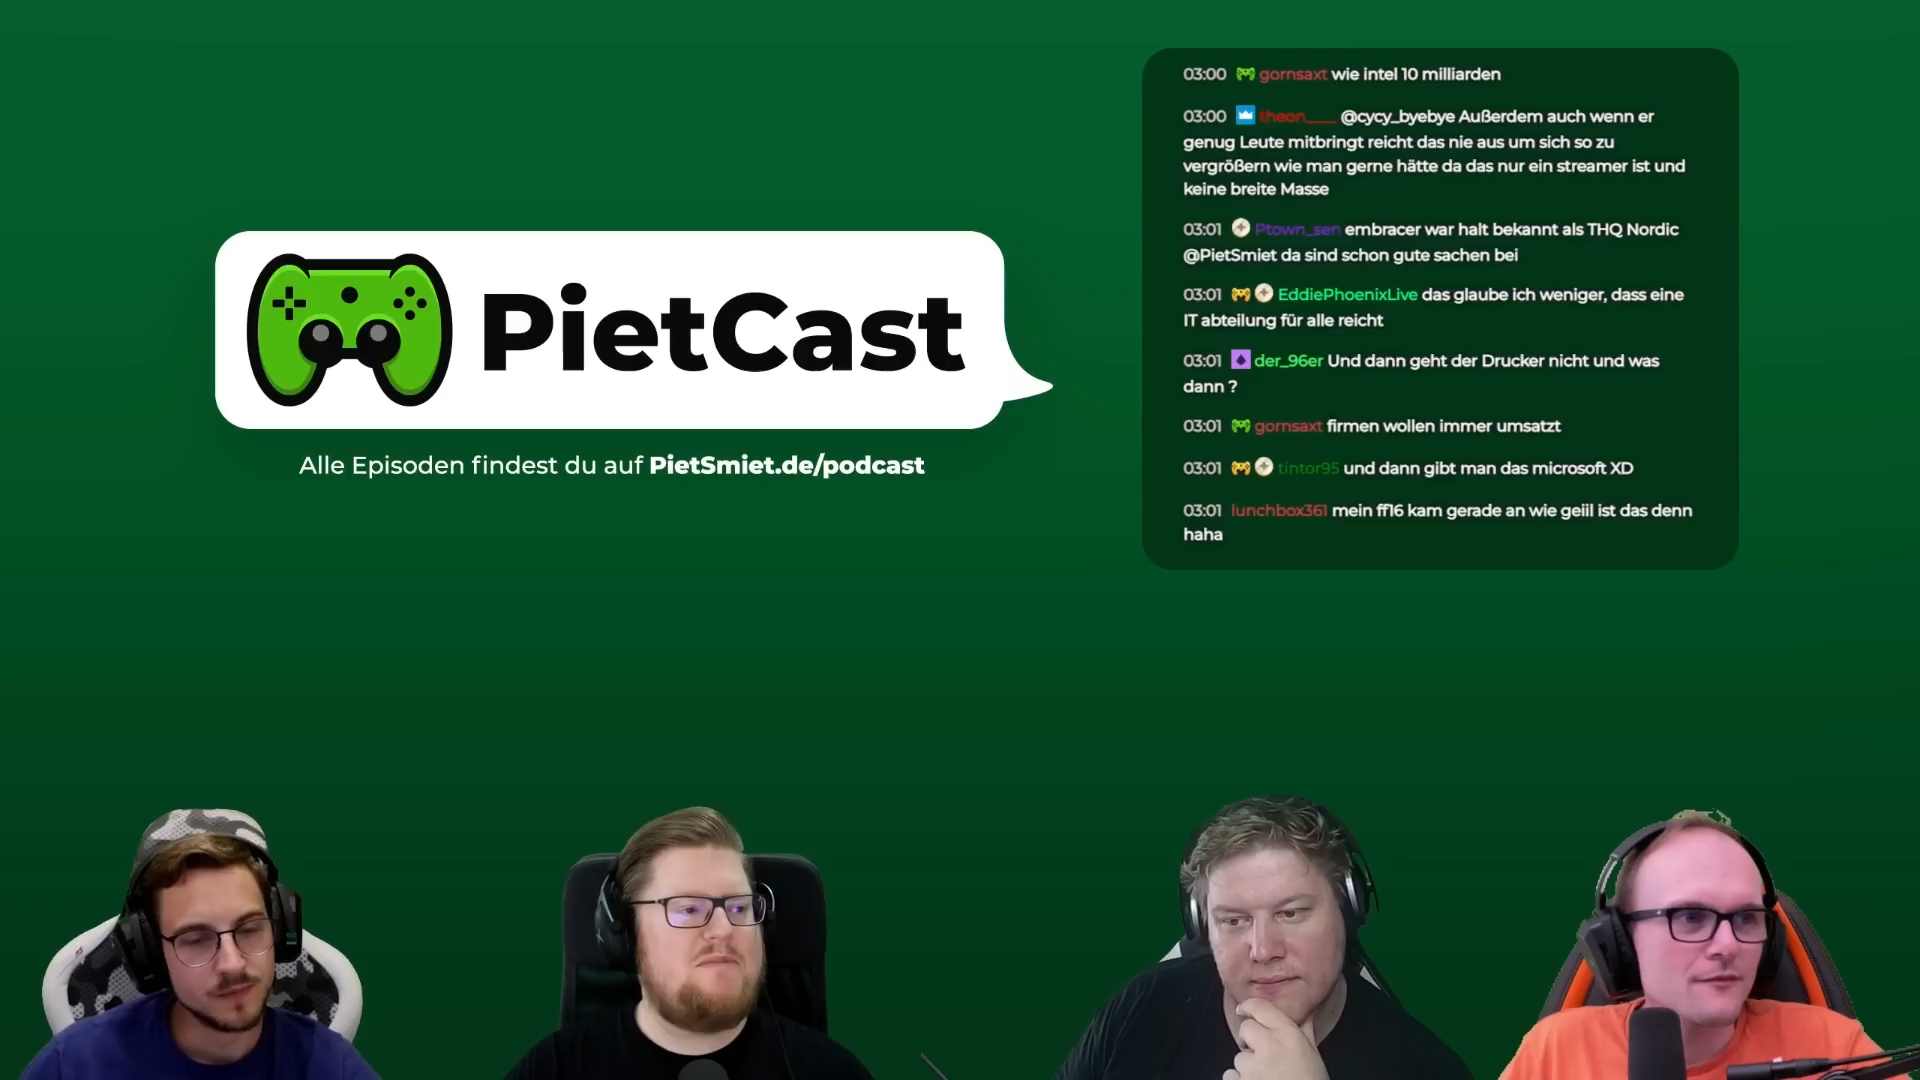 PietCast
Alle Episoden findest du auf PietSmiet.de/podcast
03:00 gornsaxt wie intel 10 milliarden
03:00 theon____ @cycy_byebye Außerdem auch wenn er
genug Leute mitbringt reicht das nie aus um sich so zu
vergrößern wie man gerne hätte da das nur ein streamer ist und
keine breite Masse
03:01 Ptown_sen embracer war halt bekannt als THQ Nordic
@PietSmiet da sind schon gute sachen bei
03:01 EddiePhoenixLive das glaube ich weniger, dass eine
IT abteilung für alle reicht
03:01 der_96er Und dann geht der Drucker nicht und was
dann ?
03:01 gornsaxt firmen wollen immer umsatzt
03:01 tintor95 und dann gibt man das microsoft XD
03:01 lunchbox361 mein ff16 kam gerade an wie geiiil ist das denn
haha